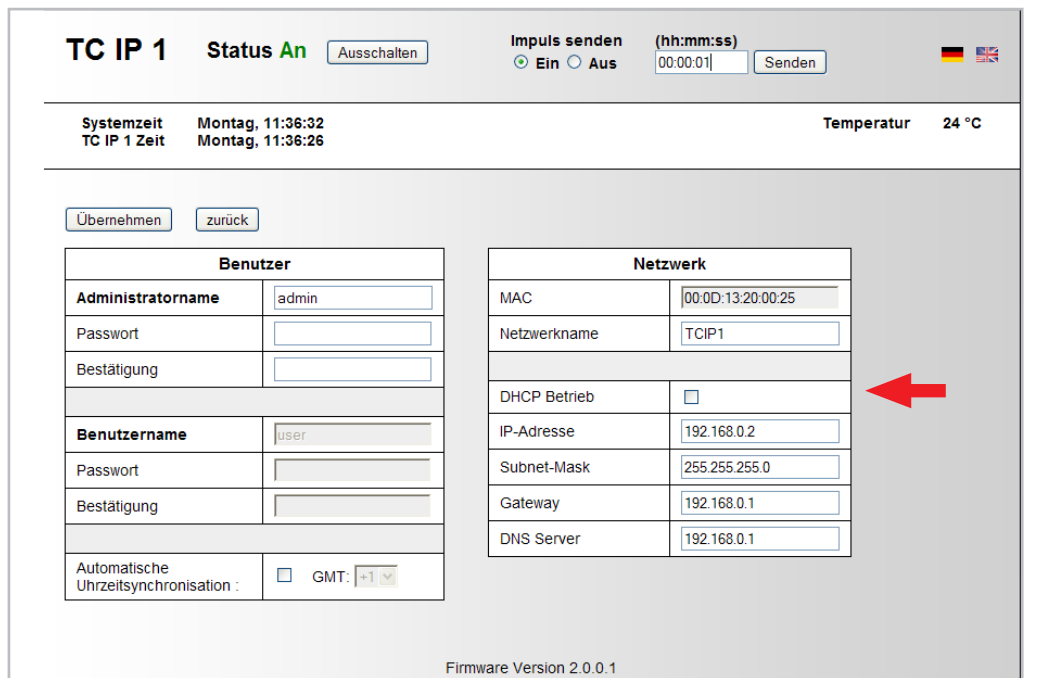 TC IP 1 Status An Ausschalten Impuls senden (hh:mm:ss)
Ein Aus 00:00:01 Senden
Systemzeit Montag, 11:36:32 Temperatur 24 °C
TC IP 1 Zeit Montag, 11:36:26
Übernehmen zurück
Benutzer
Administratorname admin
Passwort
Bestätigung
Benutzername user
Passwort
Bestätigung
Automatische
Uhrzeitsynchronisation : GMT: +1
Netzwerk
MAC 00:0D:13:20:00:25
Netzwerkname TCIP1
DHCP Betrieb
IP-Adresse 192.168.0.2
Subnet-Mask 255.255.255.0
Gateway 192.168.0.1
DNS Server 192.168.0.1
Firmware Version 2.0.0.1